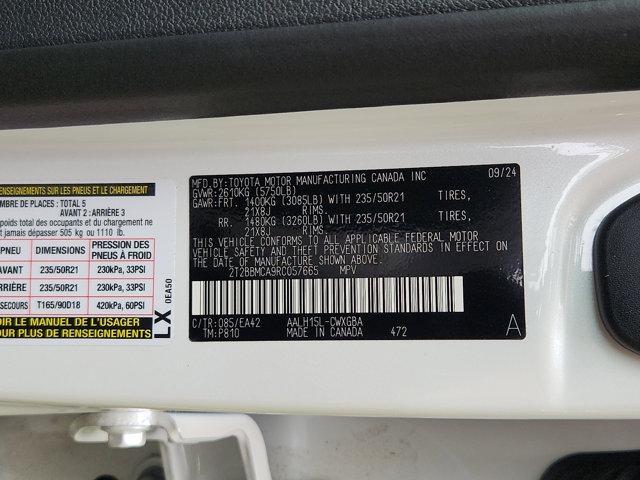 RENSEIGNEMENTS SUR LES PNEUS ET LE CHARGEMENT
NOMBRE DE PLACES: TOTAL 5
AVANT 2 : ARRIÈRE 3
poids total des occupants et du chargement ne
jamais dépasser 505 kg or 1110 lb.
PNEU DIMENSIONS PRESSION DES PNEUS À FROID
AVANT 235/50R21 230kPa, 33PSI
ARRIÈRE 235/50R21 230kPa, 33PSI
SECOURS T165/90D18 420kPa, 60PSI
VOIR LE MANUEL DE L'USAGER
POUR PLUS DE RENSEIGNEMENTS
LX 0EA50
MFD. BY:TOYOTA MOTOR MANUFACTURING CANADA INC 09/24
GVWR:2610KG (5750LB)
GAWR:FRT. 1400KG (3085LB) WITH 235/50R21 TIRES,
21X8J RIMS
RR. 1480KG (3260LB) WITH 235/50R21 TIRES,
21X8J RIMS
THIS VEHICLE CONFORMS TO ALL APPLICABLE FEDERAL MOTOR
VEHICLE SAFETY AND THEFT PREVENTION STANDARDS IN EFFECT
ON THE DATE OF MANUFACTURE SHOWN ABOVE.
2T2BBMCA9RC057665 MPV
C/TR:085/EA42 AALH15L-CWXGBA
TM:P810 MADE IN CANADA 472 A